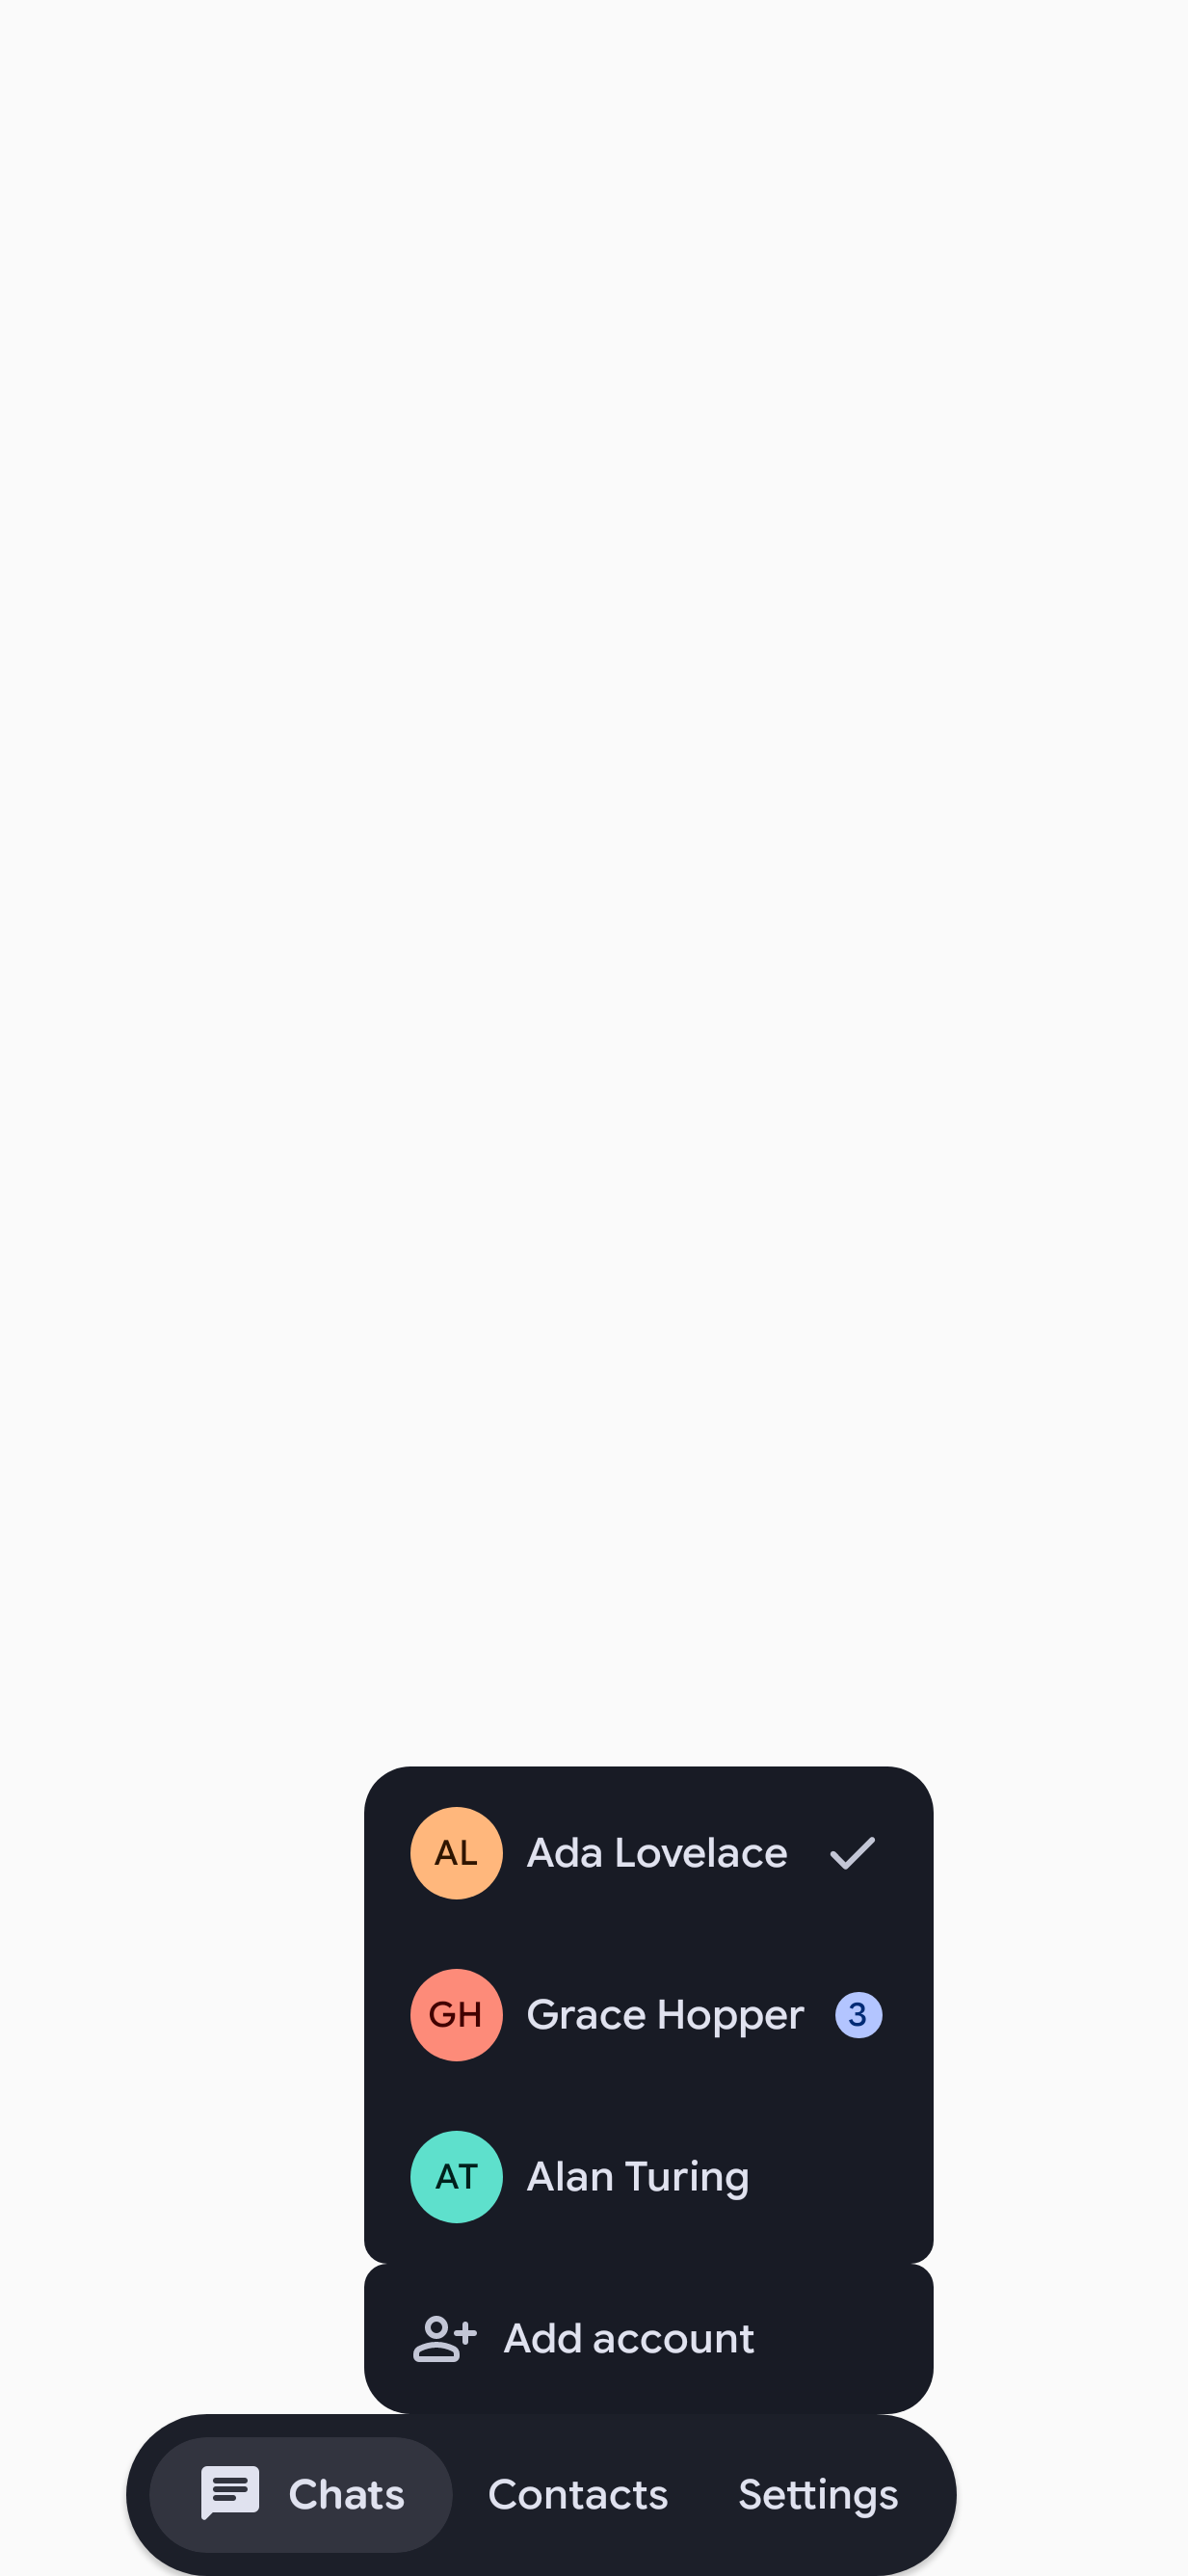 AL Ada Lovelace
GH Grace Hopper 3
AT Alan Turing
Add account
Chats Contacts Settings